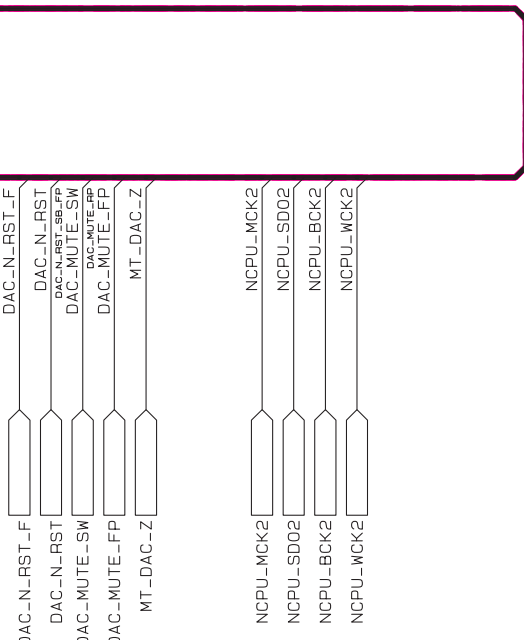 DAC_N_RST_F
DAC_N_RST
DAC_N_RST_SB_FP
DAC_MUTE_SW
DAC_MUTE_RP
DAC_MUTE_FP
MT_DAC_Z
NCPU_MCK2
NCPU_SDO2
NCPU_BCK2
NCPU_WCK2
DAC_N_RST_F
DAC_N_RST
DAC_MUTE_SW
DAC_MUTE_FP
MT_DAC_Z
NCPU_MCK2
NCPU_SDO2
NCPU_BCK2
NCPU_WCK2